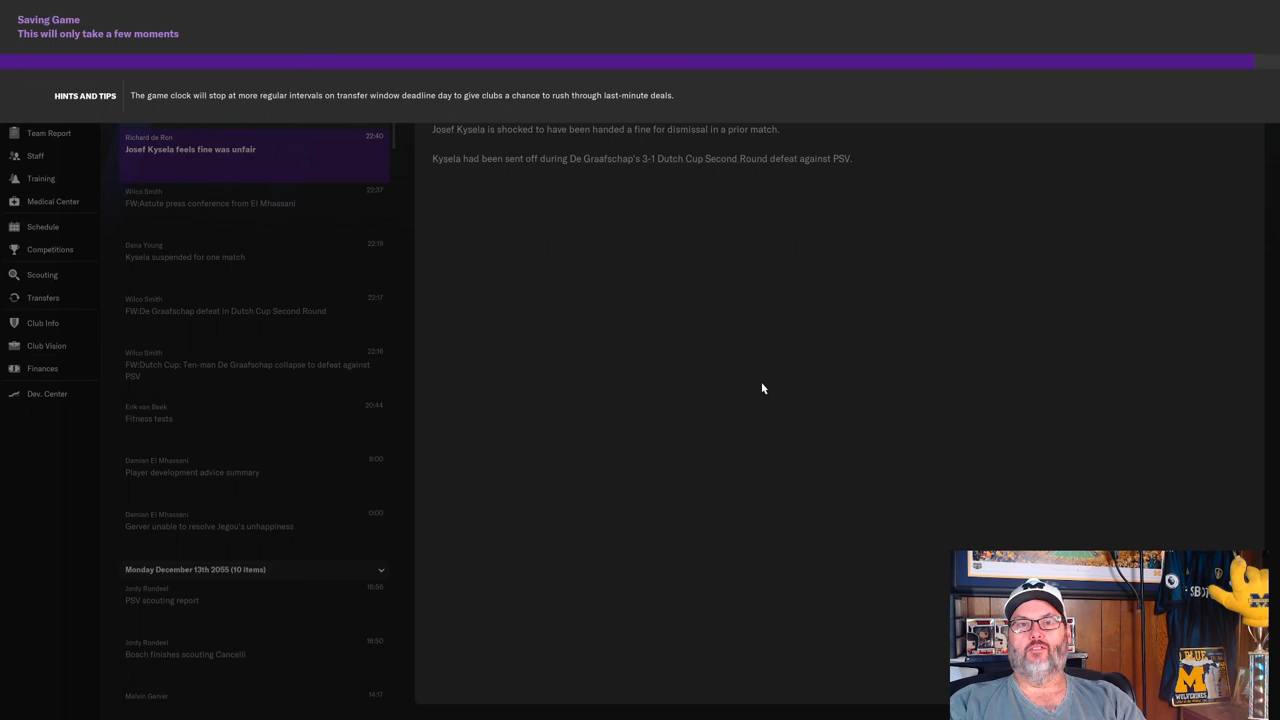 Saving Game
This will only take a few moments
HINTS AND TIPS
The game clock will stop at more regular intervals on transfer window deadline day to give clubs a chance to rush through last-minute deals.
Team Report
Staff
Training
Medical Center
Schedule
Competitions
Scouting
Transfers
Club Info
Club Vision
Finances
Dev. Center
Richard de Ron 22:40
Josef Kysela feels fine was unfair
Wilco Smith 22:37
FW:Astute press conference from El Mhassani
Dana Young 22:19
Kysela suspended for one match
Wilco Smith 22:17
FW:De Graafschap defeat in Dutch Cup Second Round
Wilco Smith 22:16
FW:Dutch Cup: Ten-man De Graafschap collapse to defeat against
PSV
Erik van Beek 20:44
Fitness tests
Damian El Mhassani 9:00
Player development advice summary
Damian El Mhassani 0:00
Gerver unable to resolve Jegou's unhappiness
Monday December 13th 2055 (10 items)
Jordy Rondeel 18:56
PSV scouting report
Jordy Rondeel 18:50
Bosch finishes scouting Cancelli
Melvin Gerver 14:17
Josef Kysela is shocked to have been handed a fine for dismissal in a prior match.
Kysela had been sent off during De Graafschap's 3-1 Dutch Cup Second Round defeat against PSV.
BLUE
M
WOLVERINES